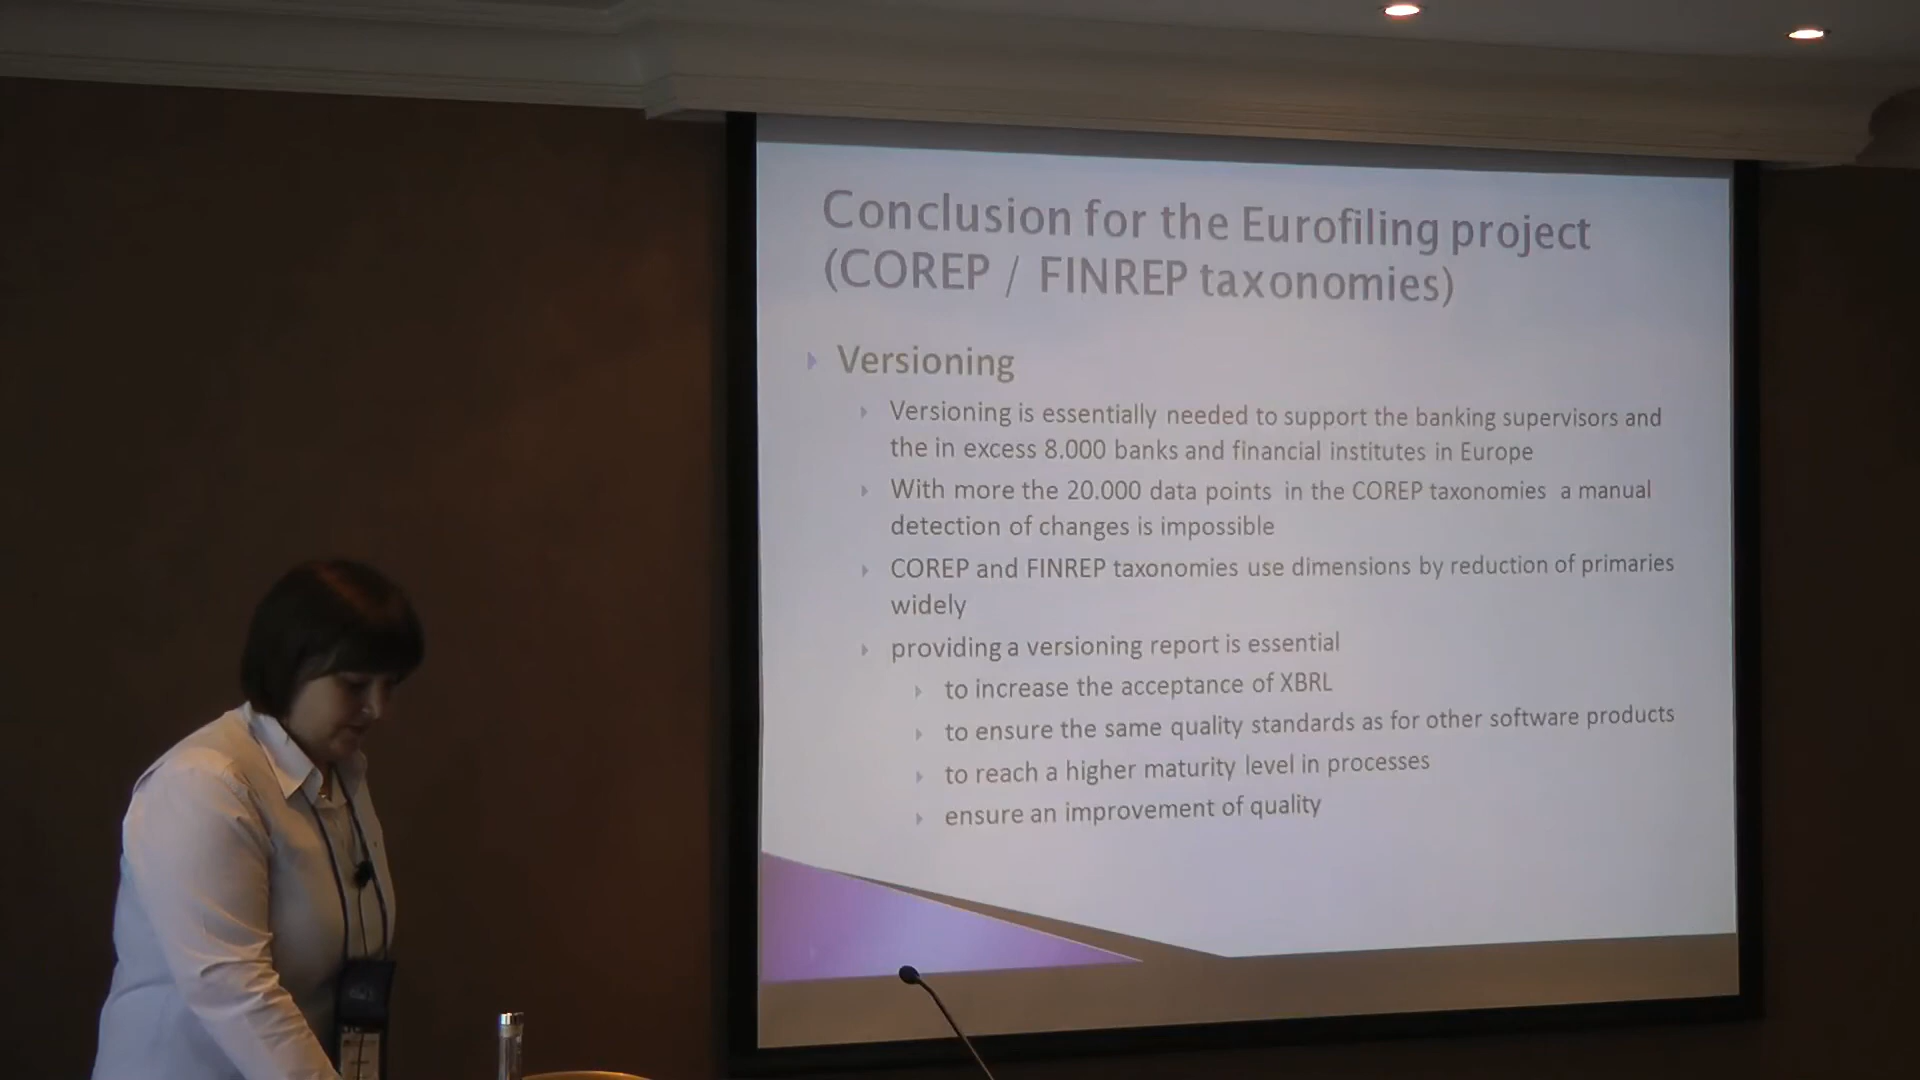 Conclusion for the Eurofiling project
(COREP / FINREP taxonomies)
Versioning
Versioning is essentially needed to support the banking supervisors and
the in excess 8.000 banks and financial institutes in Europe
With more the 20.000 data points in the COREP taxonomies a manual
detection of changes is impossible
COREP and FINREP taxonomies use dimensions by reduction of primaries
widely
providing a versioning report is essential
to increase the acceptance of XBRL
to ensure the same quality standards as for other software products
to reach a higher maturity level in processes
ensure an improvement of quality